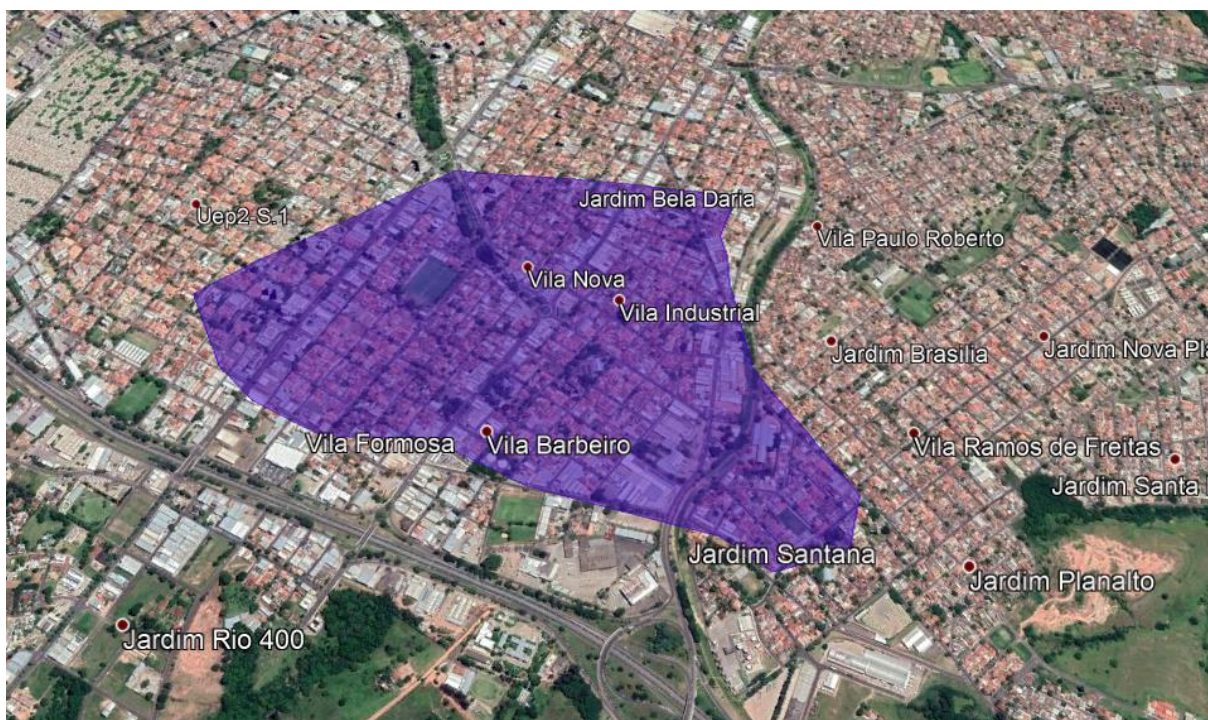 Jardim Bela Daria
Uep2-S.1
Vila Paulo Roberto
Vila Nova
Vila Industrial
Jardim Brasilia
Jardim Nova Pla
Vila Formosa
Vila Barbeiro
Vila Ramos de Freitas
Jardim Santa
Jardim Santana
Jardim Planalto
Jardim Rio 400